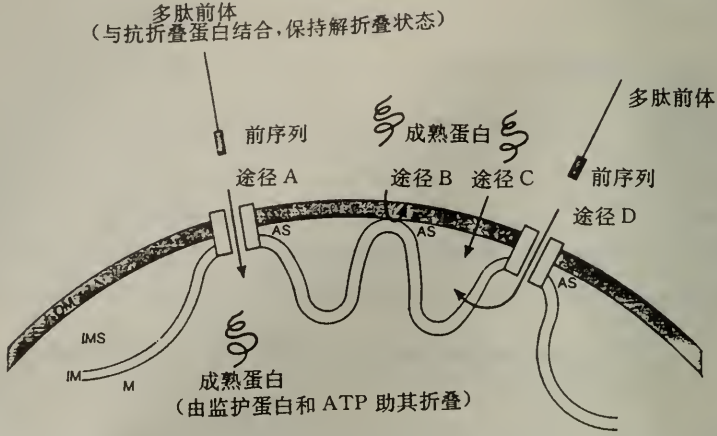 多肽前体
（与抗折叠蛋白结合，保持解折叠状态）
多肽前体
前序列
成熟蛋白
前序列
途径 A
途径 B
途径 C
途径 D
AS
AS
AS
OM
IMS
IM
M
成熟蛋白
（由监护蛋白和 ATP 助其折叠）